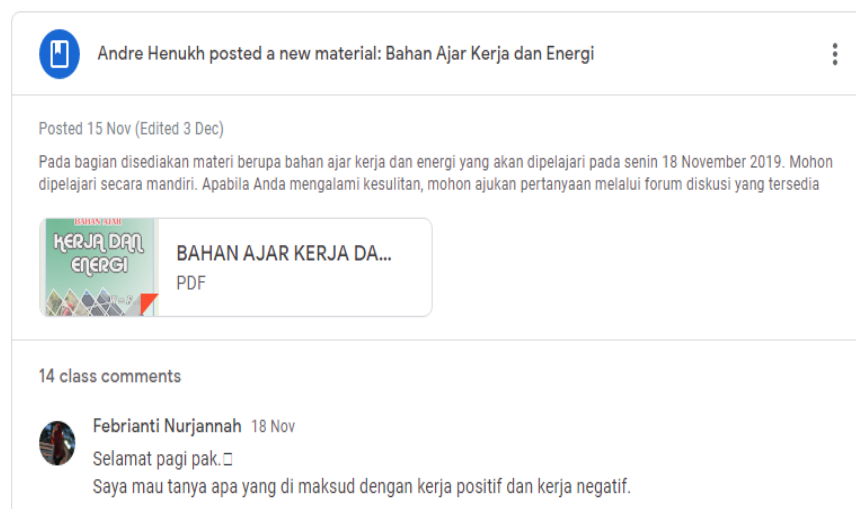 Andre Henukh posted a new material: Bahan Ajar Kerja dan Energi
Posted 15 Nov (Edited 3 Dec)
Pada bagian disediakan materi berupa bahan ajar kerja dan energi yang akan dipelajari pada senin 18 November 2019. Mohon
dipelajari secara mandiri. Apabila Anda mengalami kesulitan, mohon ajukan pertanyaan melalui forum diskusi yang tersedia
BAHAN AJAR
KERJA DAN
ENERGI
BAHAN AJAR KERJA DA...
PDF
14 class comments
Febrianti Nurjannah 18 Nov
Selamat pagi pak.□
Saya mau tanya apa yang di maksud dengan kerja positif dan kerja negatif.